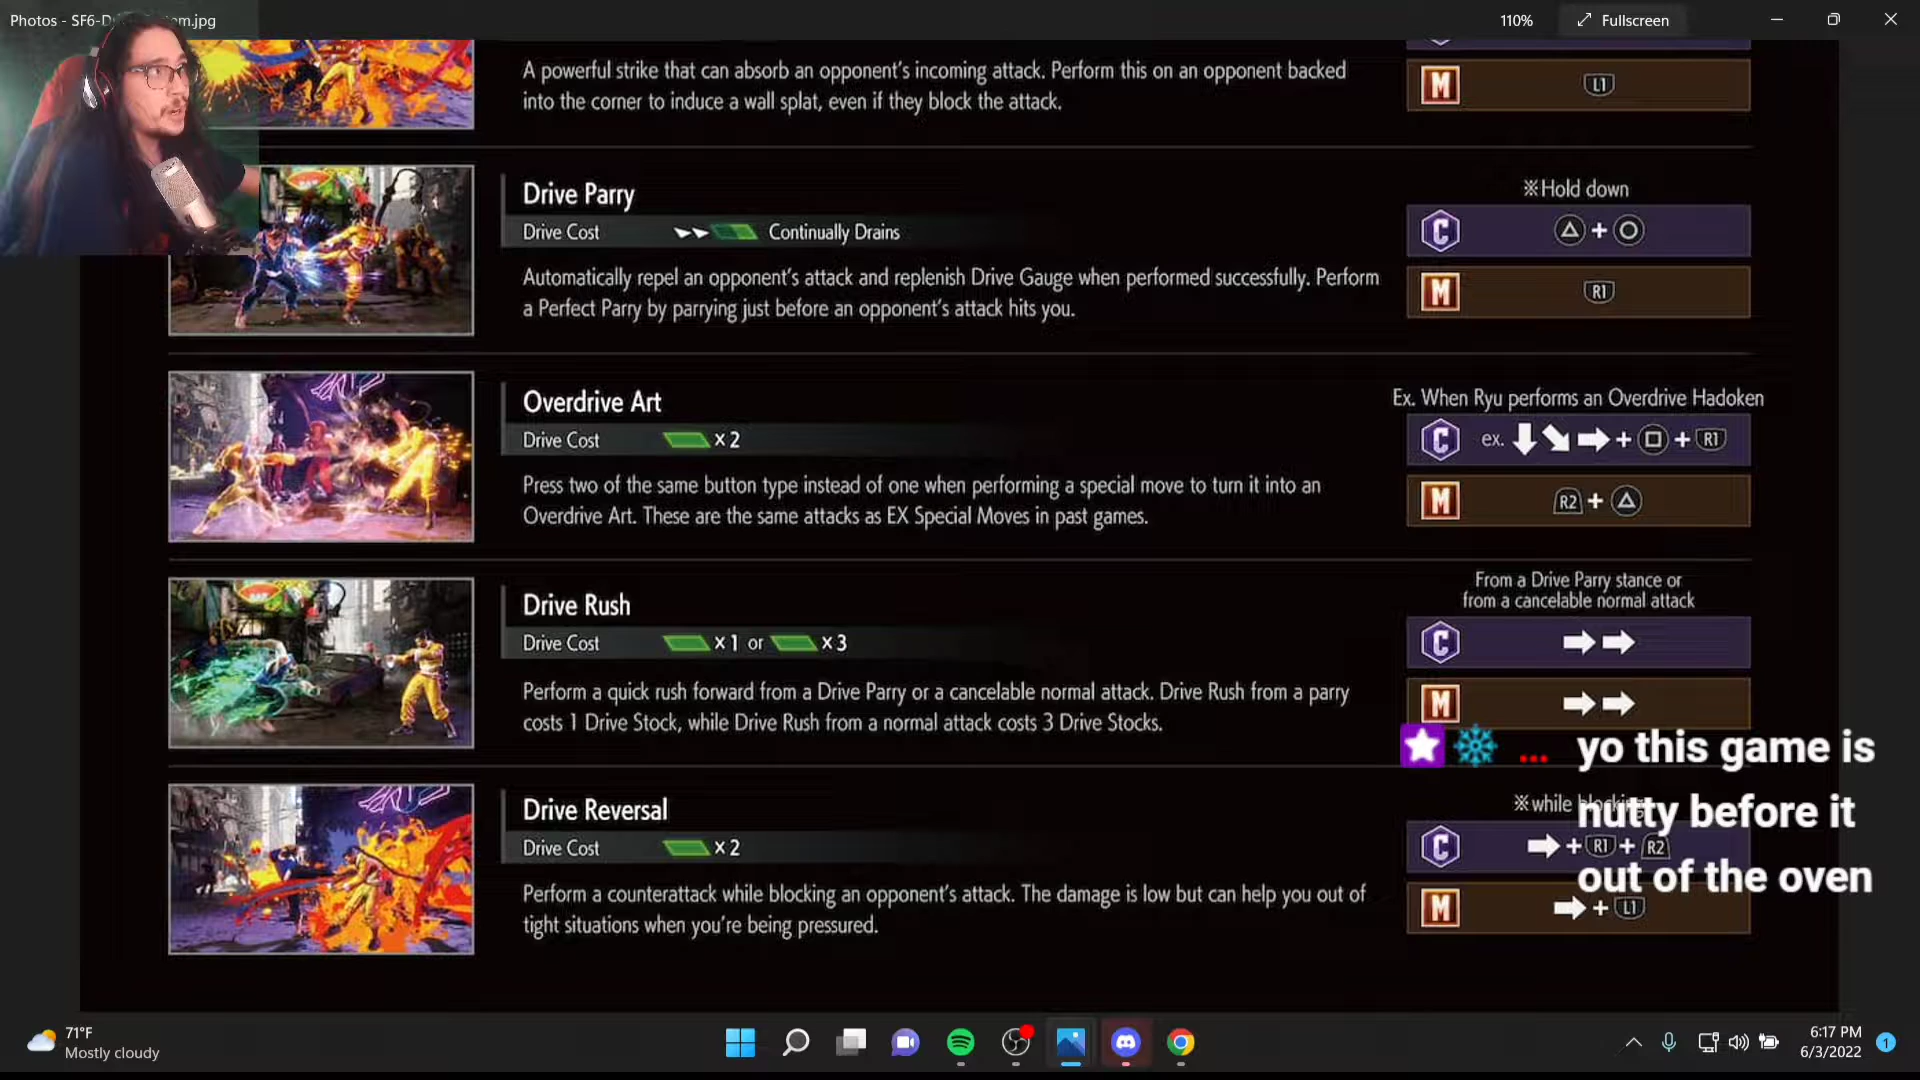 Photos - SF6-D em.jpg
110%
Fullscreen
A powerful strike that can absorb an opponent's incoming attack. Perform this on an opponent backed
into the corner to induce a wall splat, even if they block the attack.
M L1
Drive Parry
Drive Cost Continually Drains
Automatically repel an opponent's attack and replenish Drive Gauge when performed successfully. Perform
a Perfect Parry by parrying just before an opponent's attack hits you.
※Hold down
C △ + ○
M R1
Overdrive Art
Drive Cost x 2
Press two of the same button type instead of one when performing a special move to turn it into an
Overdrive Art. These are the same attacks as EX Special Moves in past games.
Ex. When Ryu performs an Overdrive Hadoken
C ex. + □ + R1
M R2 + △
Drive Rush
Drive Cost x 1 or x 3
Perform a quick rush forward from a Drive Parry or a cancelable normal attack. Drive Rush from a parry
costs 1 Drive Stock, while Drive Rush from a normal attack costs 3 Drive Stocks.
From a Drive Parry stance or
from a cancelable normal attack
C
M
... yo this game is
nutty before it
out of the oven
Drive Reversal
Drive Cost x 2
Perform a counterattack while blocking an opponent's attack. The damage is low but can help you out of
tight situations when you're being pressured.
※while
C + R1 + R2
M + L1
71°F
Mostly cloudy
6:17 PM
6/3/2022
1